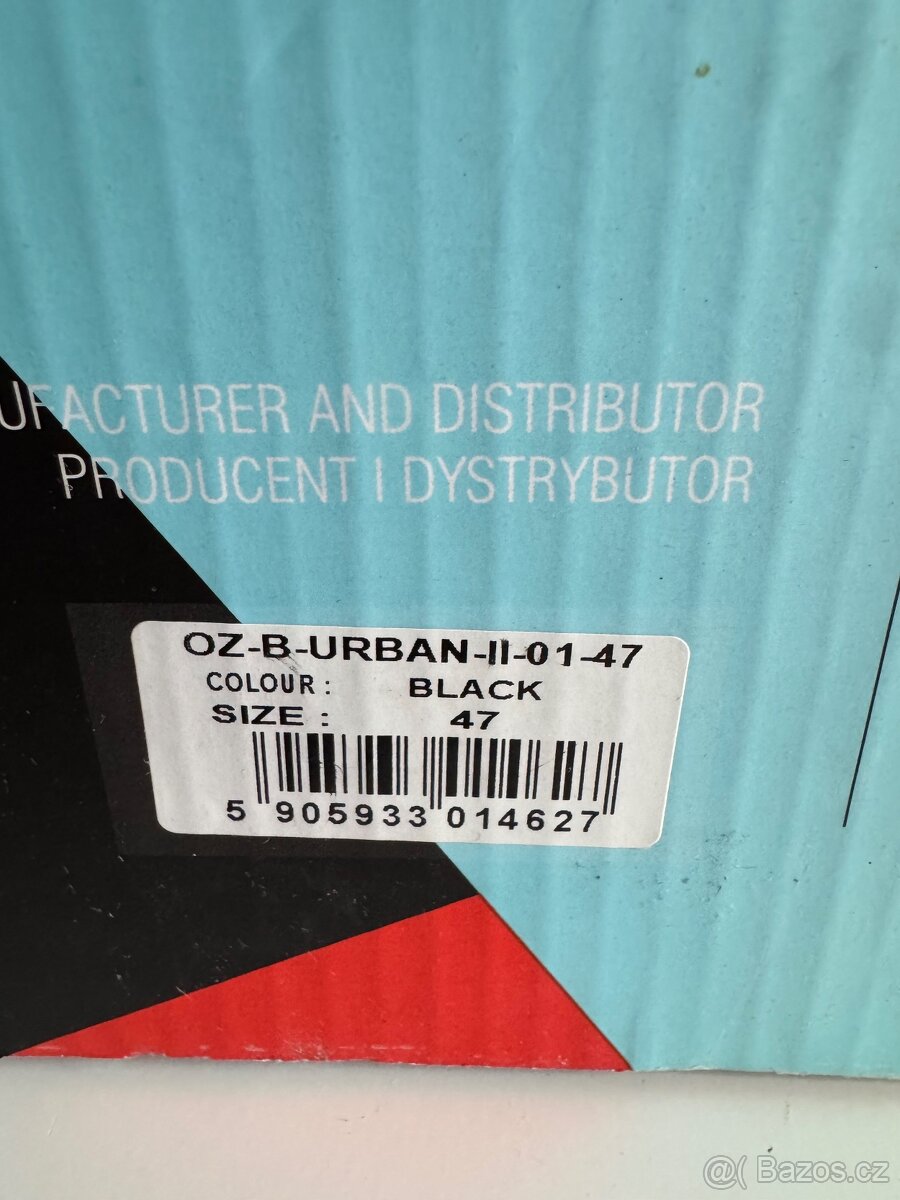 UFACTURER AND DISTRIBUTOR
PRODUCENT I DYSTRYBUTOR
OZ-B-URBAN-II-01-47
COLOUR: BLACK
SIZE: 47
5 905933 014627
@( Bazos.cz